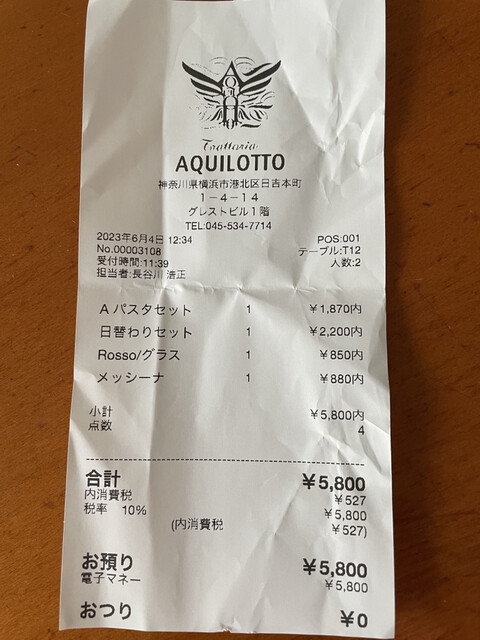 Trattoria
AQUILOTTO
神奈川県横浜市港北区日吉本町
1-4-14
グレストビル1階
TEL:045-534-7714
2023年6月4日 12:34 POS:001
No.00003108 テーブル:T12
受付時間:11:39 人数:2
担当者:長谷川 浩正
A パスタセット 1 ¥1,870内
日替わりセット 1 ¥2,200内
Rosso/グラス 1 ¥850内
メッシーナ 1 ¥880内
小計 ¥5,800内
点数 4
合計 ¥5,800
内消費税 ¥527
税率 10% ¥5,800
(内消費税 ¥527)
お預り ¥5,800
電子マネー ¥5,800
おつり ¥0